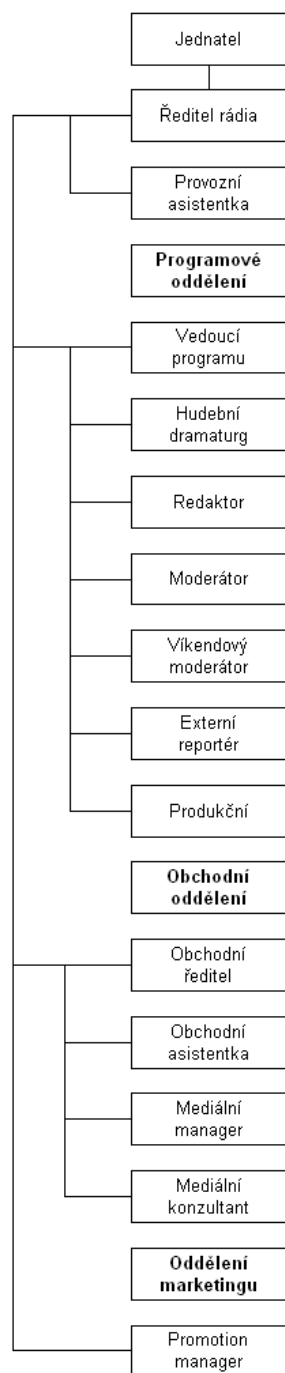 Jednatel
Ředitel rádia
Provozní
asistentka
Programové
oddělení
Vedoucí
programu
Hudební
dramaturg
Redaktor
Moderátor
Víkendový
moderátor
Externí
reportér
Produkční
Obchodní
oddělení
Obchodní
ředitel
Obchodní
asistentka
Mediální
manager
Mediální
konzultant
Oddělení
marketingu
Promotion
manager